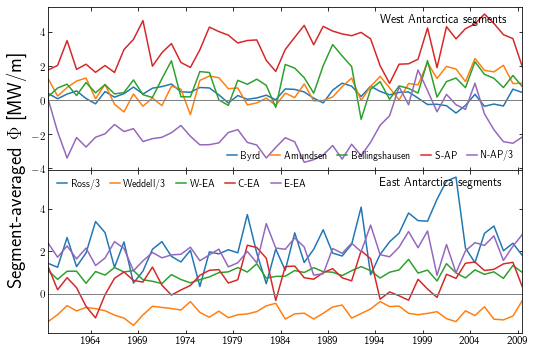 West Antarctica segments
Segment-averaged Φ [MW/m]
4
2
0
−2
−4
Byrd Amundsen Bellingshausen S-AP N-AP/3
Ross/3 Weddell/3 W-EA C-EA E-EA East Antarctica segments
4
2
0
1964 1969 1974 1979 1984 1989 1994 1999 2004 2009